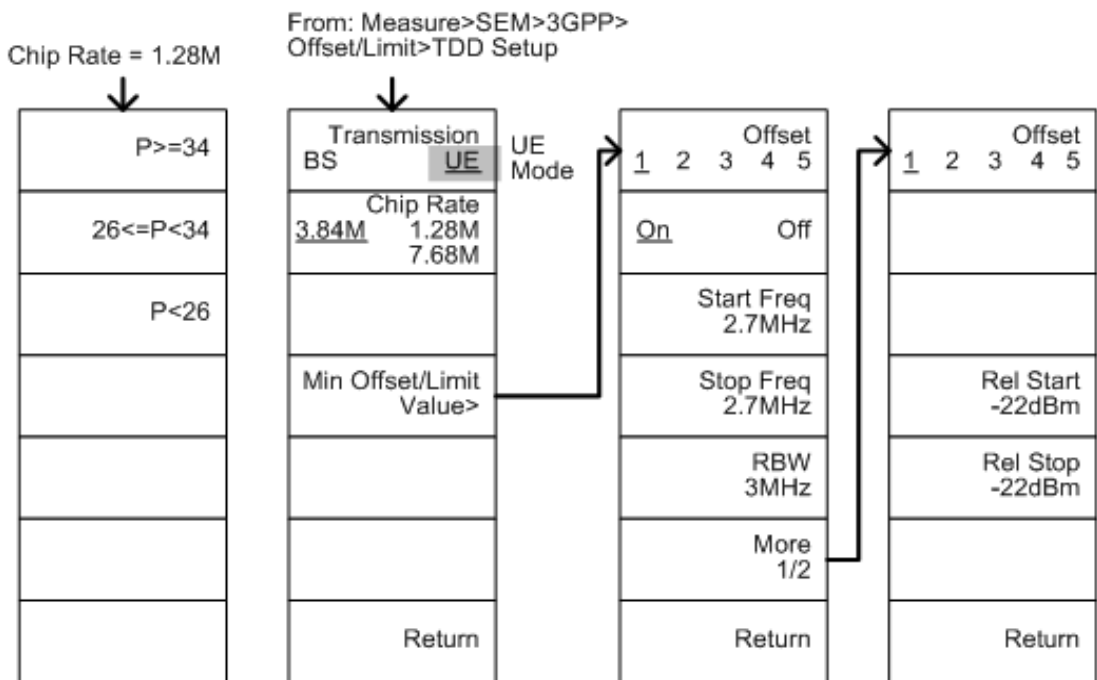 From: Measure>SEM>3GPP>
Offset/Limit>TDD Setup
Chip Rate = 1.28M
P>=34
26<=P<34
P<26
Transmission
BS UE
UE
Mode
Chip Rate
3.84M 1.28M
7.68M
Min Offset/Limit
Value>
Return
Offset
1 2 3 4 5
On Off
Start Freq
2.7MHz
Stop Freq
2.7MHz
RBW
3MHz
More
1/2
Return
Offset
1 2 3 4 5
Rel Start
-22dBm
Rel Stop
-22dBm
Return